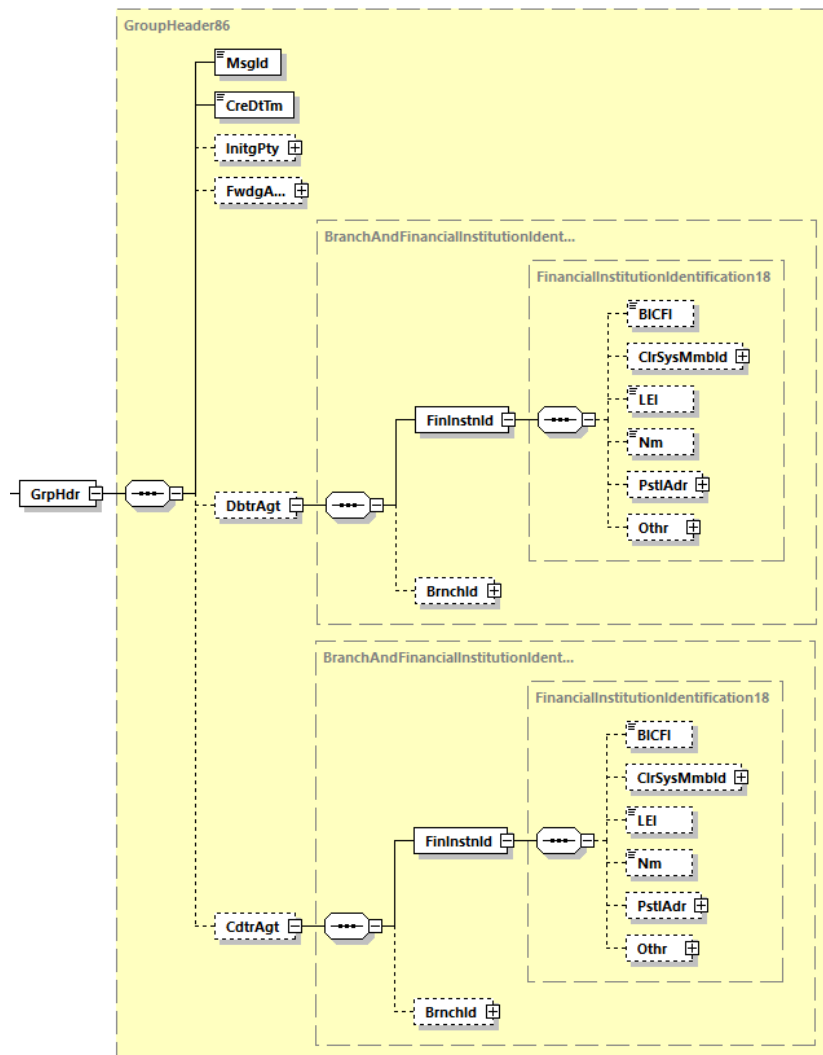 GroupHeader86
MsgId
CreDtTm
InitgPty
FwdgA...
BranchAndFinancialInstitutionIdent...
FinancialInstitutionIdentification18
BICFI
ClrSysMmbId
FinInstnId
LEI
Nm
GrpHdr
DbtrAgt
PstlAdr
Othr
BrnchId
BranchAndFinancialInstitutionIdent...
FinancialInstitutionIdentification18
BICFI
ClrSysMmbId
FinInstnId
LEI
Nm
CdtrAgt
PstlAdr
Othr
BrnchId